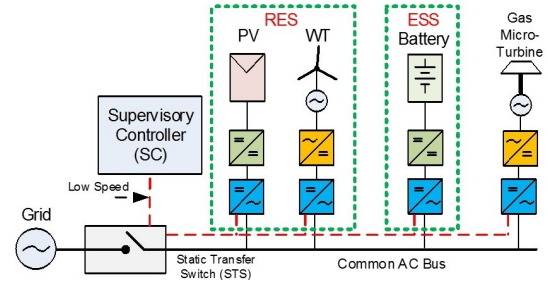 RES
ESS
Gas
Micro-
Turbine
PV
WT
Battery
Supervisory
Controller
(SC)
Low Speed
Grid
Static Transfer
Switch (STS)
Common AC Bus